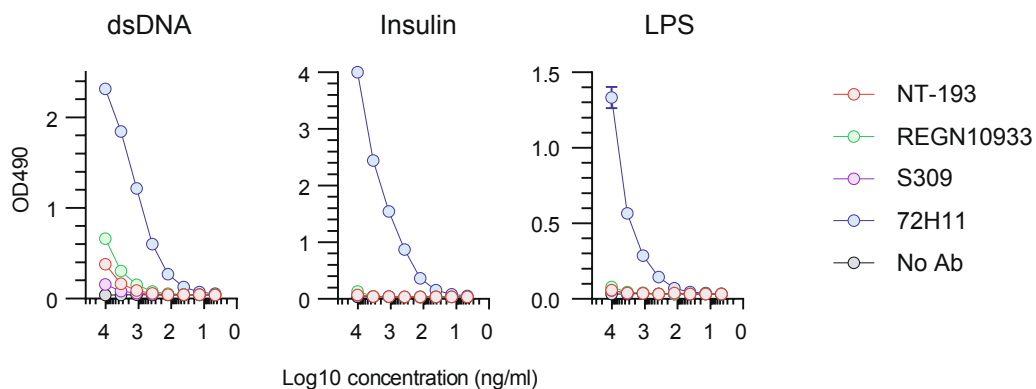 dsDNA
Insulin
LPS
OD490
2
1
0
4 3 2 1 0
4
3
2
1
0
4 3 2 1 0
1.5
1.0
0.5
0.0
4 3 2 1 0
Log10 concentration (ng/ml)
NT-193
REGN10933
S309
72H11
No Ab